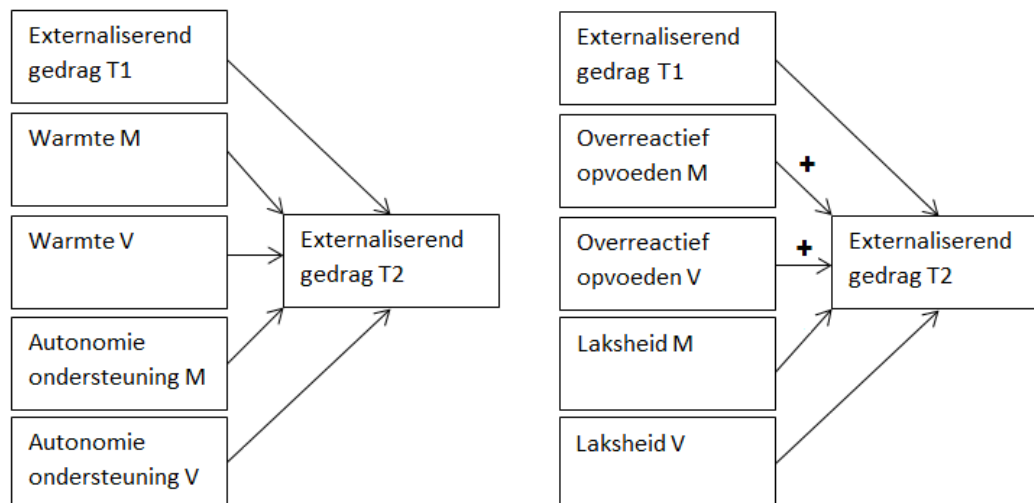 Externaliserend
gedrag T1
Warmte M
Warmte V
Autonomie
ondersteuning M
Autonomie
ondersteuning V
Externaliserend
gedrag T2
Externaliserend
gedrag T1
Overreactief
opvoeden M
Overreactief
opvoeden V
Laksheid M
Laksheid V
+
+
Externaliserend
gedrag T2